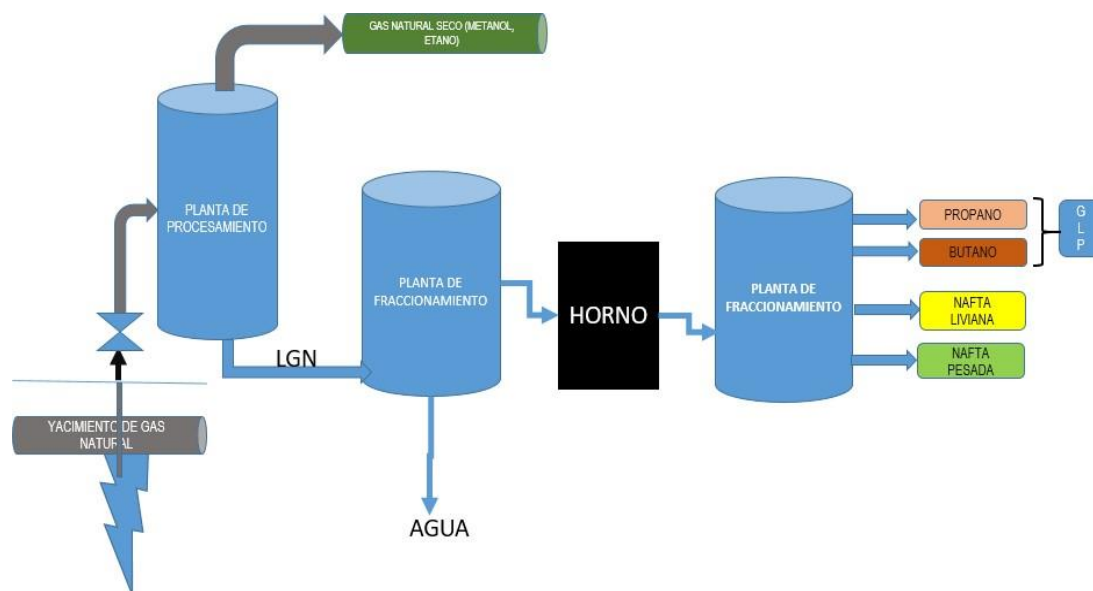 GAS NATURAL SECO (METANOL,
ETANO)
PLANTA DE
PROCESAMIENTO
LGN
YACIMIENTO DE GAS
NATURAL
PLANTA DE
FRACCIONAMIENTO
AGUA
HORNO
PLANTA DE
FRACCIONAMIENTO
PROPANO
BUTANO
G
L
P
NAFTA
LIVIANA
NAFTA
PESADA